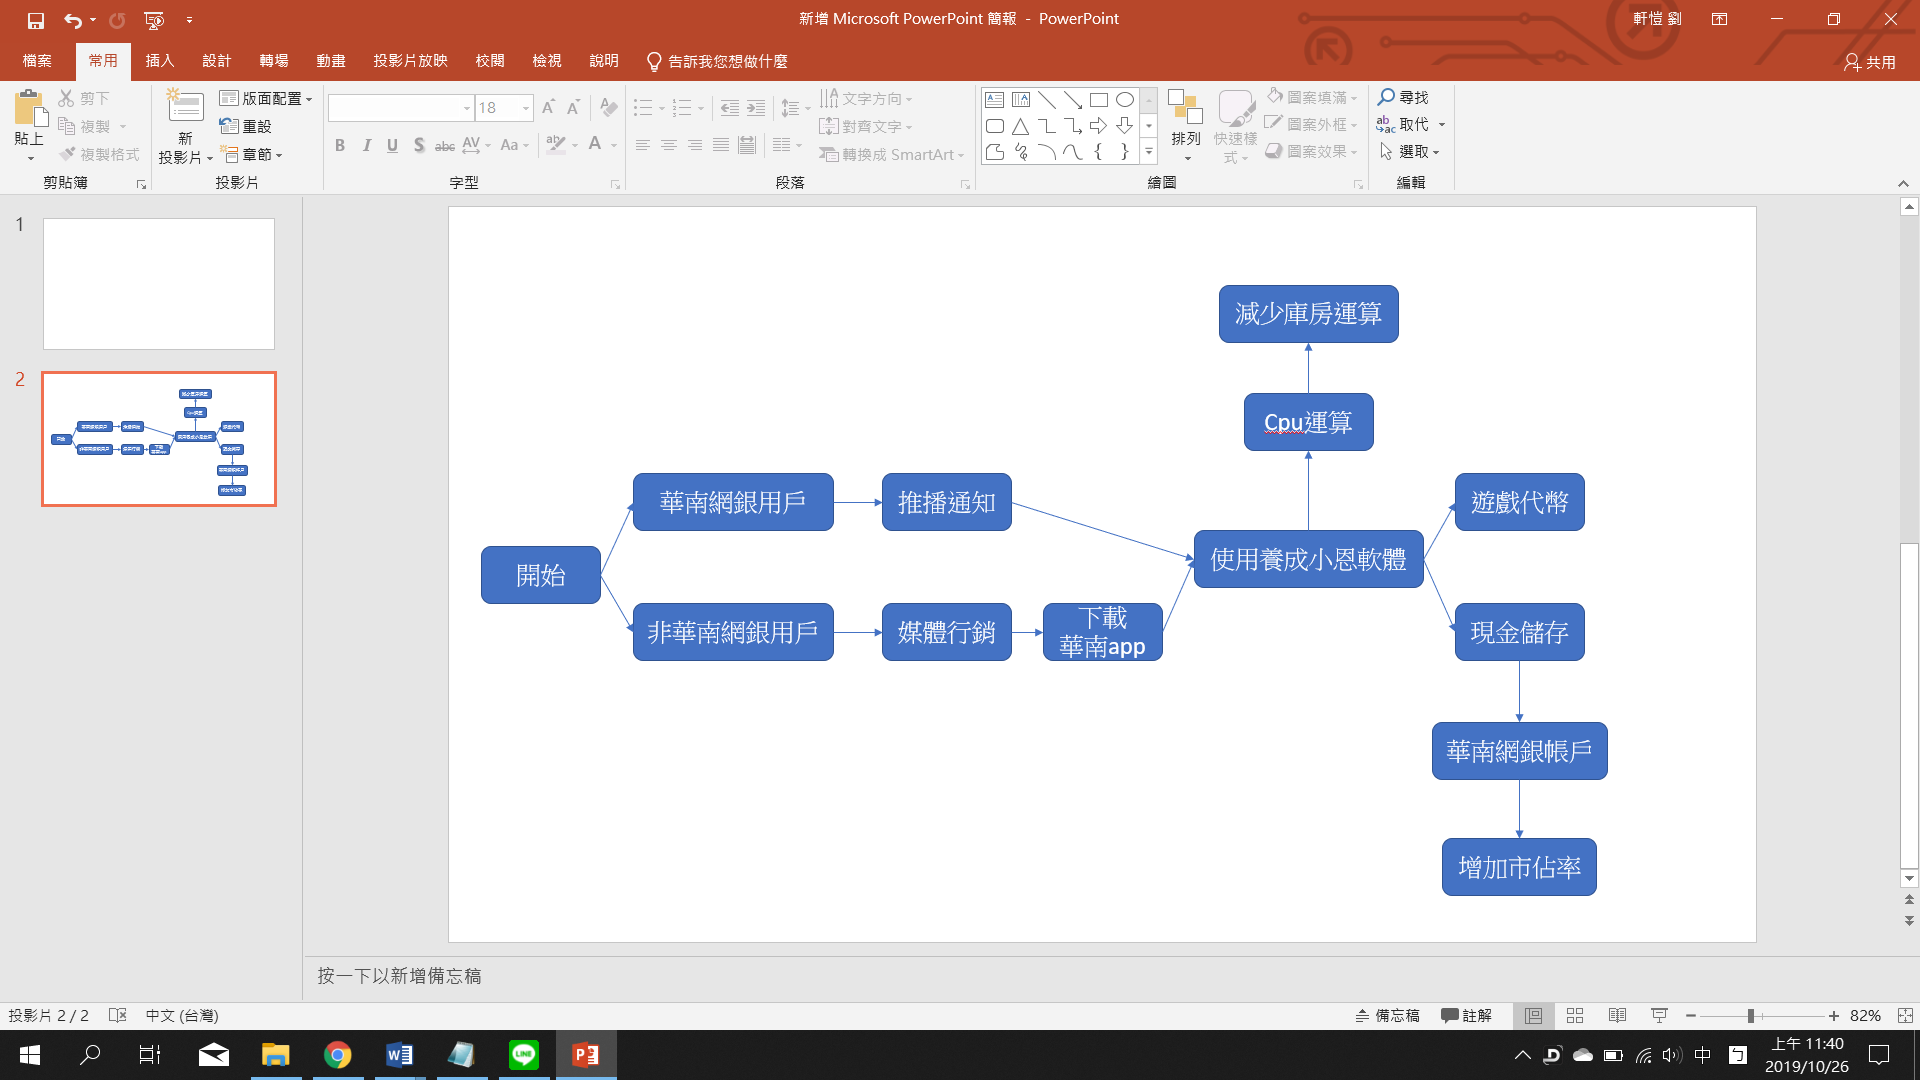 新增 Microsoft PowerPoint 簡報 - PowerPoint
軒愷 劉
檔案 常用 插入 設計 轉場 動畫 投影片放映 校閱 檢視 說明 告訴我您想做什麼 共用
貼上
剪下
複製
複製格式
剪貼簿
新
投影片
版面配置
重設
章節
投影片
18
B I U S abc AV Aa A
字型
文字方向
對齊文字
轉換成 SmartArt
段落
排列
快速樣
式
圖案填滿
圖案外框
圖案效果
繪圖
尋找
取代
選取
編輯
1
2
減少庫房運算
Cpu運算
華南網銀用戶
推播通知
遊戲代幣
開始
使用養成小恩軟體
非華南網銀用戶
媒體行銷
下載
華南app
現金儲存
華南網銀帳戶
增加市佔率
按一下以新增備忘稿
投影片 2 / 2 中文 (台灣) 備忘稿 註解 82%
中 ㄅ
上午 11:40
2019/10/26